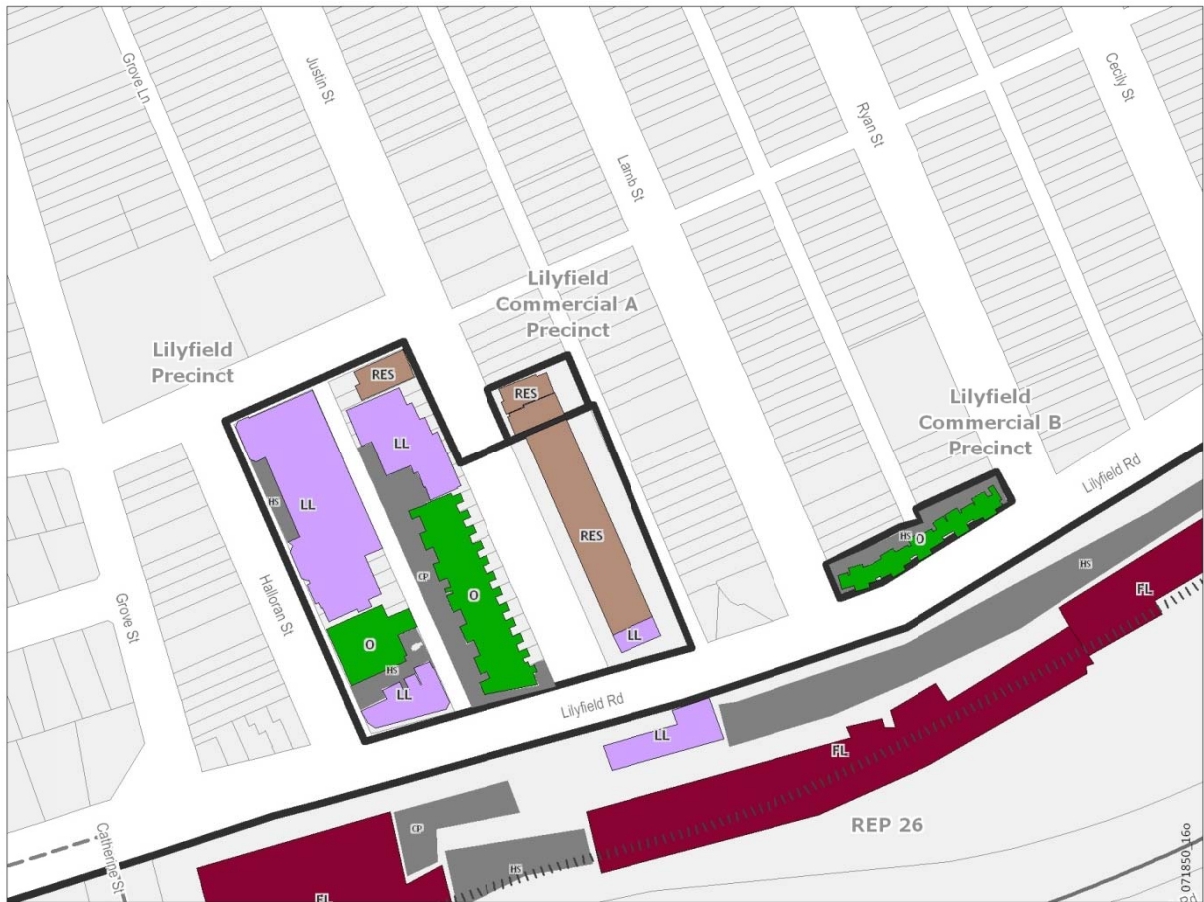 Grove Ln
Justin St
Lamb St
Ryan St
Cecily St
Lilyfield
Commercial A
Precinct
Lilyfield
Precinct
Lilyfield
Commercial B
Precinct
RES
RES
LL
LL
HS
RES
HS
O
Lilyfield Rd
HS
FL
CP
O
O
LL
HS
LL
Halloran St
Grove St
Lilyfield Rd
LL
FL
REP 26
CP
HS
FL
Catherine St
071850_16o